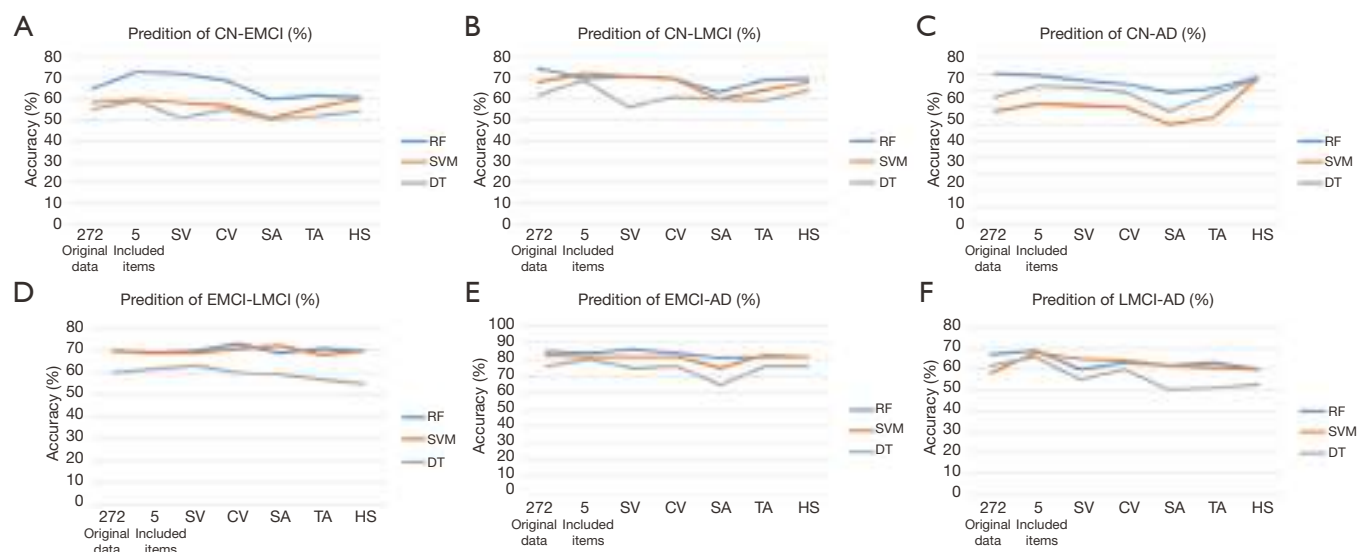 A
Predition of CN-EMCI (%)
Accuracy (%)
80
70
60
50
40
30
20
10
0
272 5 SV CV SA TA HS
Original Included
data items
RF
SVM
DT
B
Predition of CN-LMCI (%)
Accuracy (%)
80
70
60
50
40
30
20
10
0
272 5 SV CV SA TA HS
Original Included
data items
RF
SVM
DT
C
Predition of CN-AD (%)
Accuracy (%)
80
70
60
50
40
30
20
10
0
272 5 SV CV SA TA HS
Original Included
data items
RF
SVM
DT
D
Predition of EMCI-LMCI (%)
Accuracy (%)
80
70
60
50
40
30
20
10
0
272 5 SV CV SA TA HS
Original Included
data items
RF
SVM
DT
E
Predition of EMCI-AD (%)
Accuracy (%)
100
90
80
70
60
50
40
30
20
10
0
272 5 SV CV SA TA HS
Original Included
data items
RF
SVM
DT
F
Predition of LMCI-AD (%)
Accuracy (%)
80
70
60
50
40
30
20
10
0
272 5 SV CV SA TA HS
Original Included
data items
RF
SVM
DT